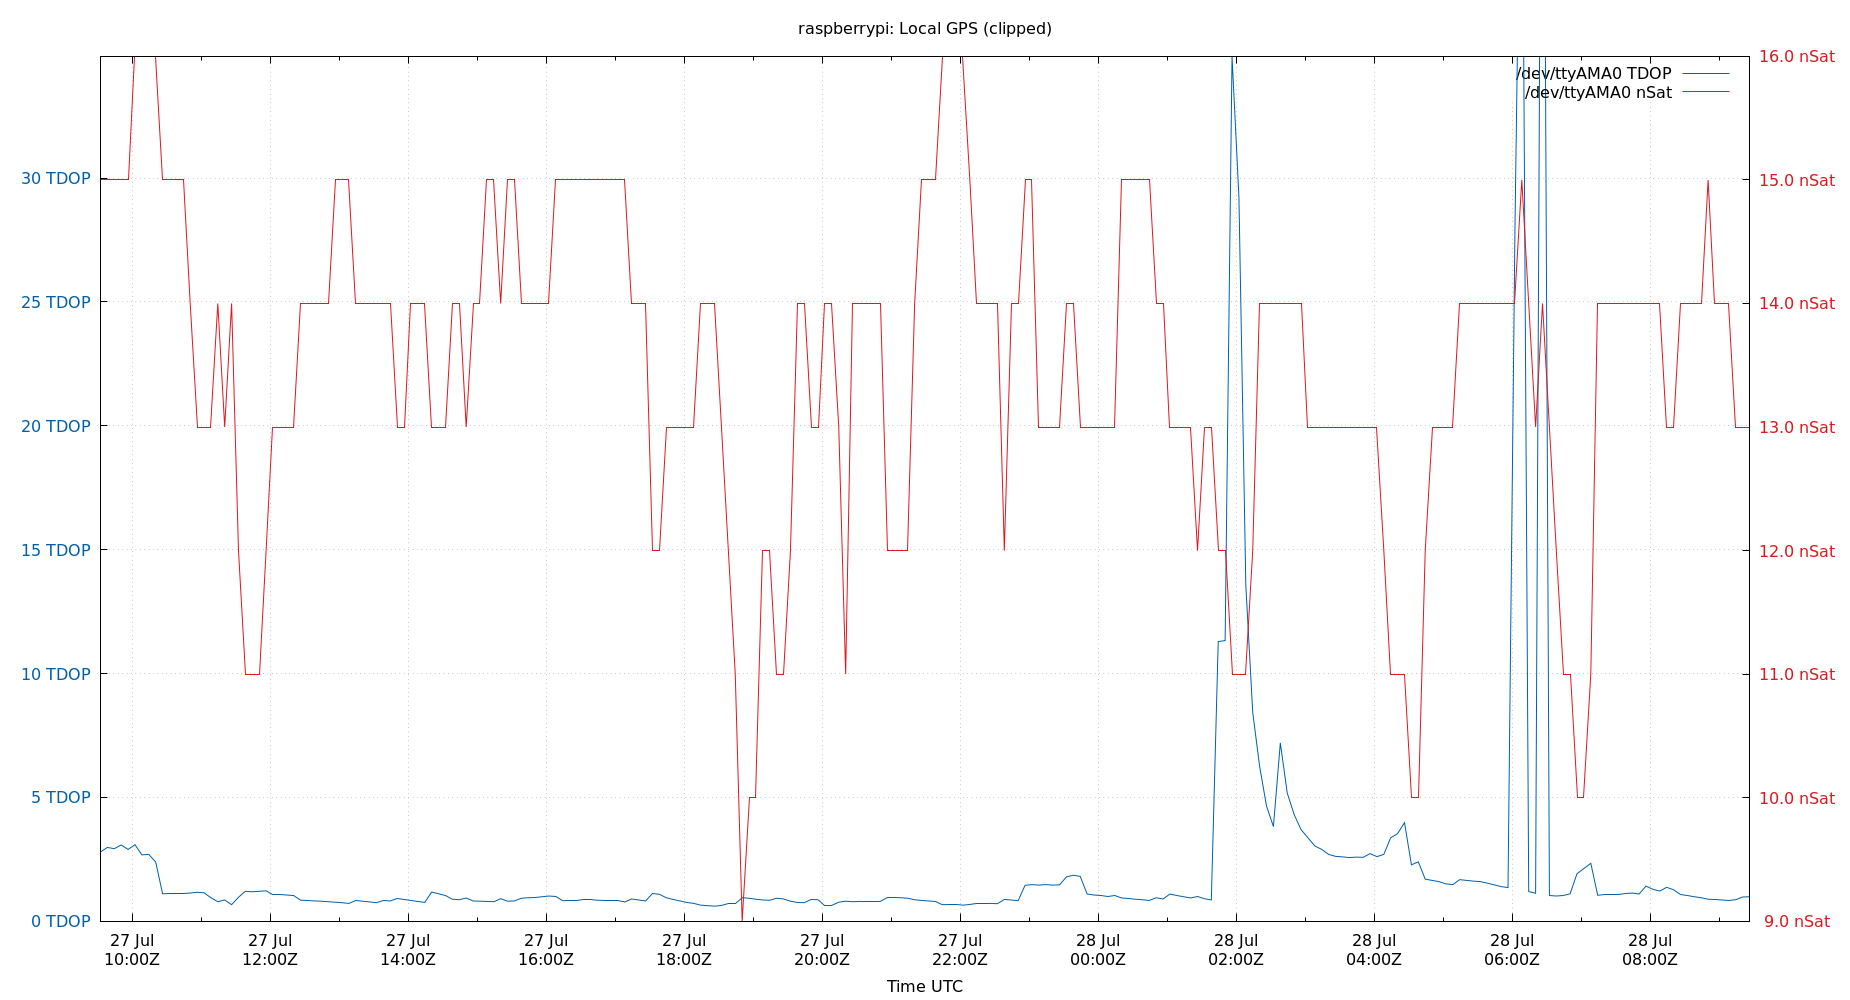 raspberrypi: Local GPS (clipped)
16.0 nSat
/dev/ttyAMA0 TDOP
/dev/ttyAMA0 nSat
30 TDOP
15.0 nSat
25 TDOP
14.0 nSat
20 TDOP
13.0 nSat
15 TDOP
12.0 nSat
10 TDOP
11.0 nSat
5 TDOP
10.0 nSat
0 TDOP
9.0 nSat
27 Jul 27 Jul 27 Jul 27 Jul 27 Jul 27 Jul 27 Jul 28 Jul 28 Jul 28 Jul 28 Jul 28 Jul
10:00Z 12:00Z 14:00Z 16:00Z 18:00Z 20:00Z 22:00Z 00:00Z 02:00Z 04:00Z 06:00Z 08:00Z
Time UTC